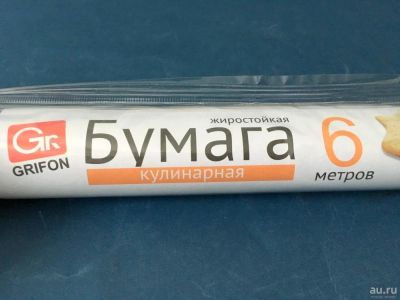 Gr
GRIFON
жиростойкая
Бумага
кулинарная
6
метров
au.ru